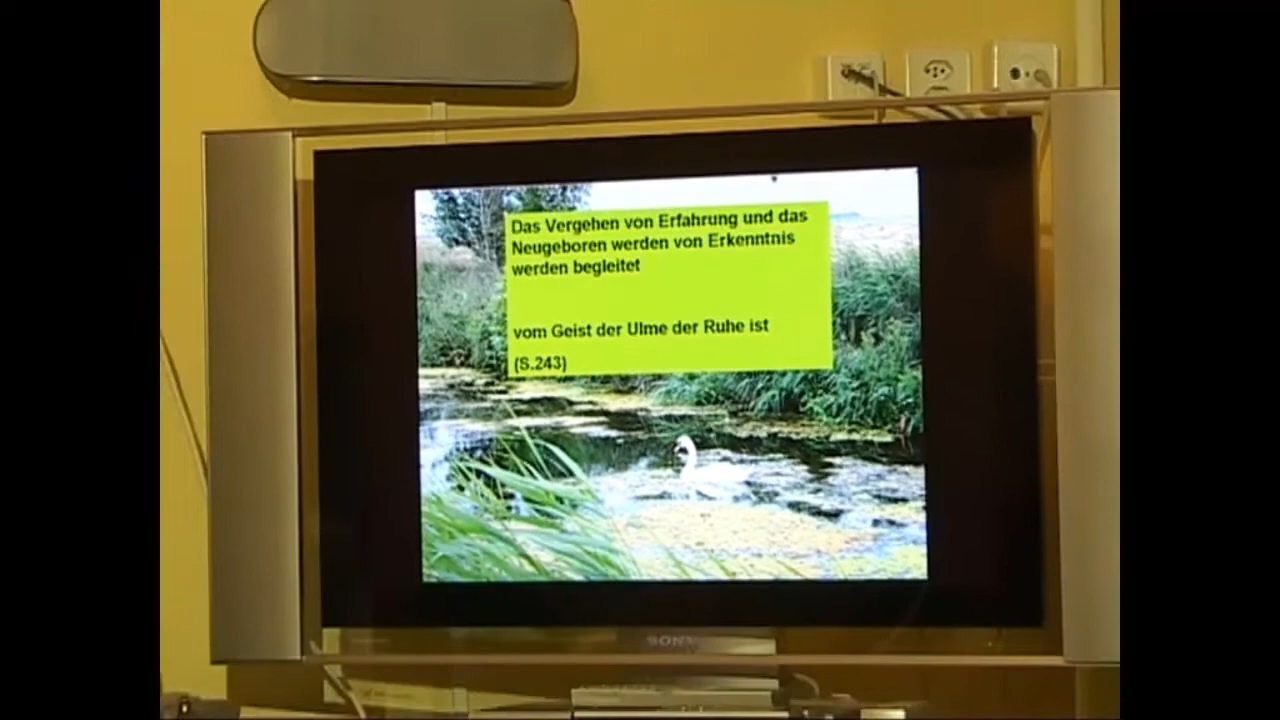 Das Vergehen von Erfahrung und das
Neugeboren werden von Erkenntnis
werden begleitet
vom Geist der Ulme der Ruhe ist
(S.243)
SONY